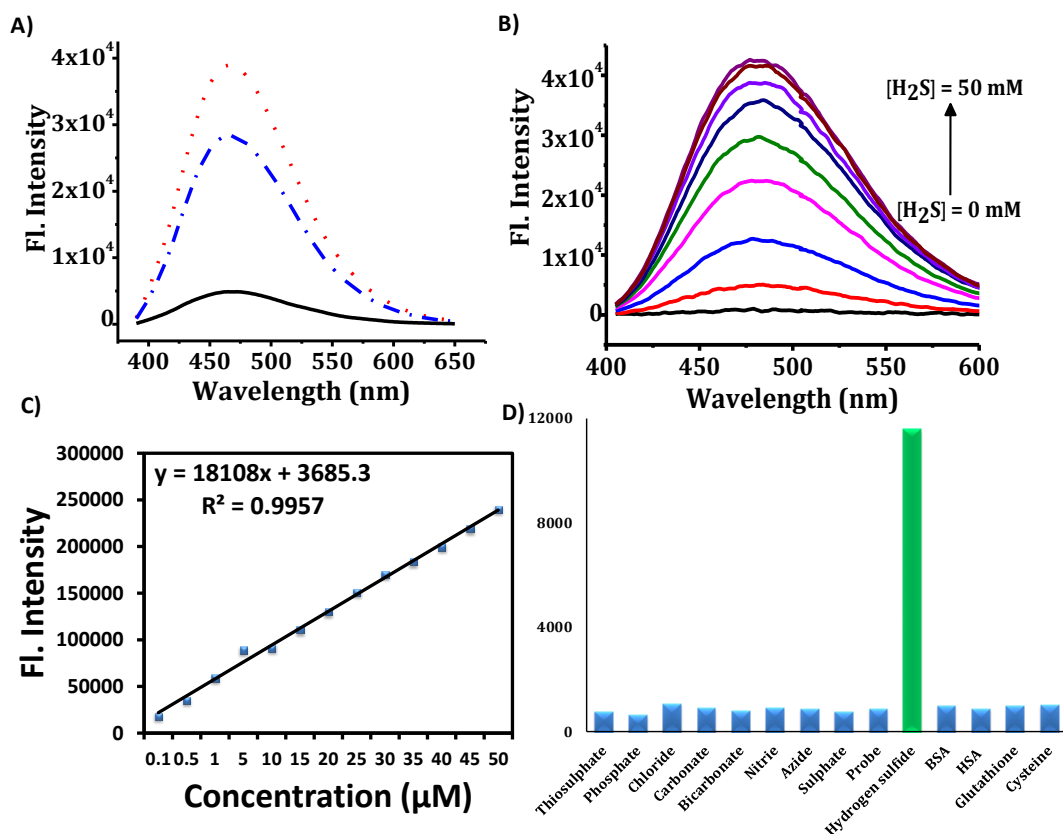 A)
4x10⁴
3x10⁴
2x10⁴
1x10⁴
0
Fl. Intensity
400 450 500 550 600 650
Wavelength (nm)
B)
4x10⁴
3x10⁴
2x10⁴
1x10⁴
0
Fl. Intensity
[H₂S] = 50 mM
[H₂S] = 0 mM
400 450 500 550 600
Wavelength (nm)
C)
y = 18108x + 3685.3
R² = 0.9957
300000
250000
200000
150000
100000
50000
0
Fl. Intensity
0.1 0.5 1 5 10 15 20 25 30 35 40 45 50
Concentration (μM)
D)
12000
8000
4000
0
Thiosulphate
Phosphate
Chloride
Carbonate
Bicarbonate
Nitrie
Azide
Sulphate
Probe
Hydrogen sulfide
BSA
HSA
Glutathione
Cysteine